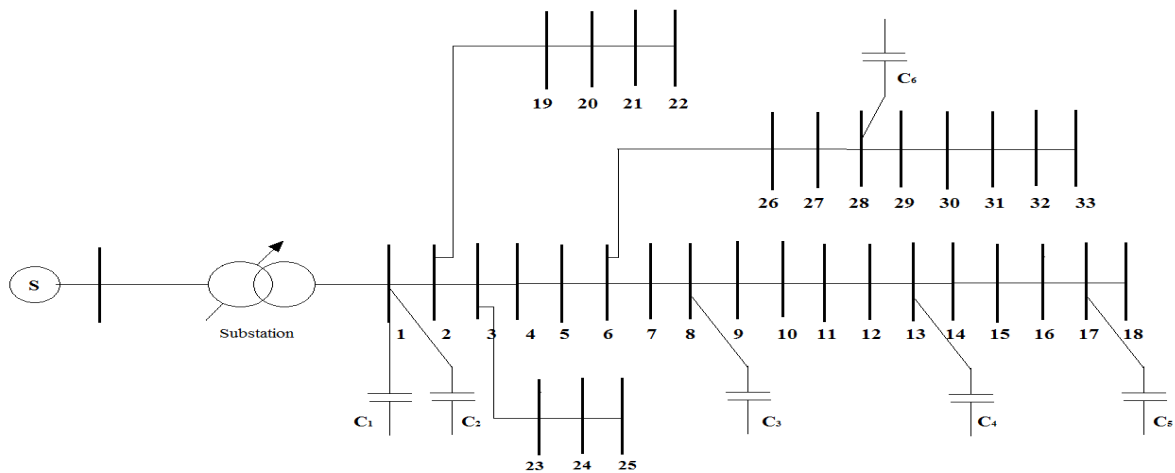 19 20 21 22
C₆
26 27 28 29 30 31 32 33
S
Substation
1 2 3 4 5 6 7 8 9 10 11 12 13 14 15 16 17 18
C₁ C₂ C₃ C₄ C₅
23 24 25